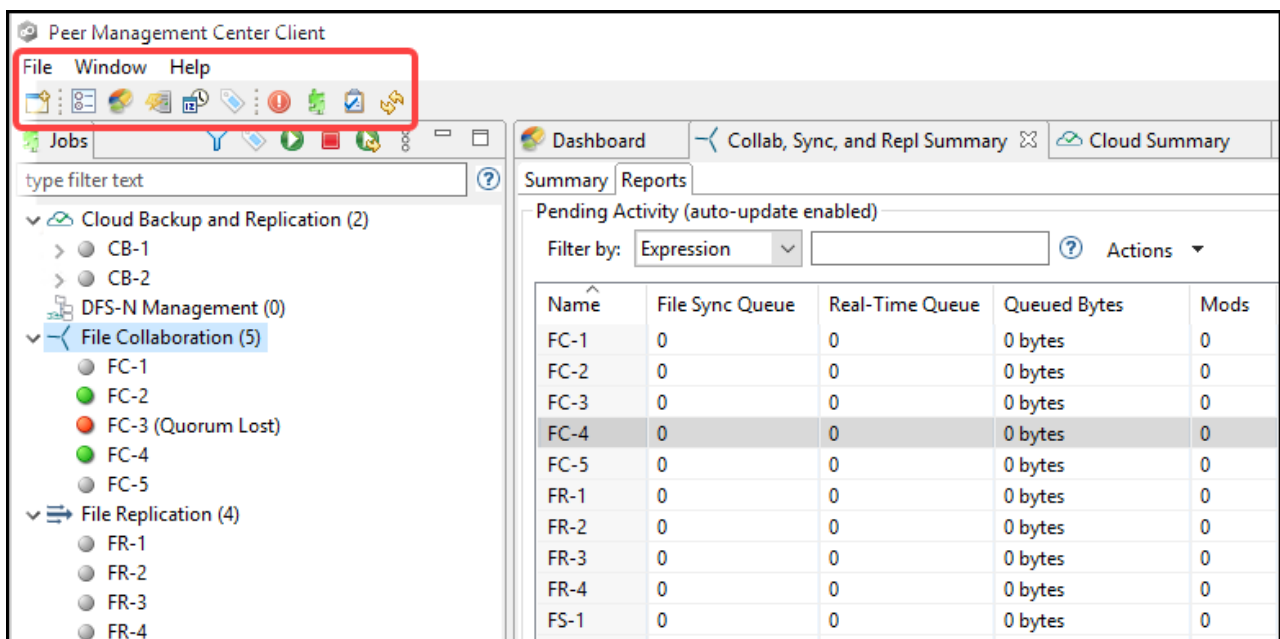 Peer Management Center Client
File Window Help
Jobs
type filter text
Cloud Backup and Replication (2)
CB-1
CB-2
DFS-N Management (0)
File Collaboration (5)
FC-1
FC-2
FC-3 (Quorum Lost)
FC-4
FC-5
File Replication (4)
FR-1
FR-2
FR-3
FR-4
Dashboard Collab, Sync, and Repl Summary Cloud Summary
Summary Reports
Pending Activity (auto-update enabled)
Filter by: Expression Actions
Name File Sync Queue Real-Time Queue Queued Bytes Mods
FC-1 0 0 0 bytes 0
FC-2 0 0 0 bytes 0
FC-3 0 0 0 bytes 0
FC-4 0 0 0 bytes 0
FC-5 0 0 0 bytes 0
FR-1 0 0 0 bytes 0
FR-2 0 0 0 bytes 0
FR-3 0 0 0 bytes 0
FR-4 0 0 0 bytes 0
FS-1 0 0 0 bytes 0